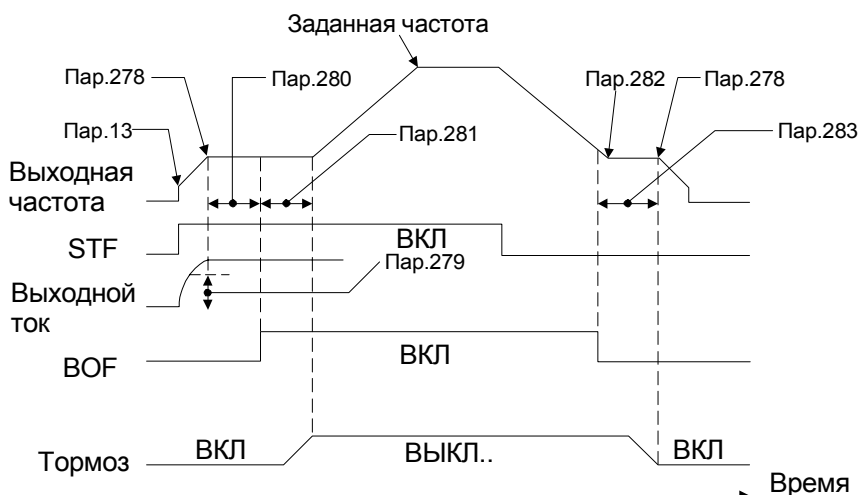 Заданная частота
Пар.278
Пар.280
Пар.282
Пар.278
Пар.13
Пар.281
Пар.283
Выходная
частота
STF
ВКЛ
Пар.279
Выходной
ток
BOF
ВКЛ
Тормоз
ВКЛ
ВЫКЛ..
ВКЛ
Время